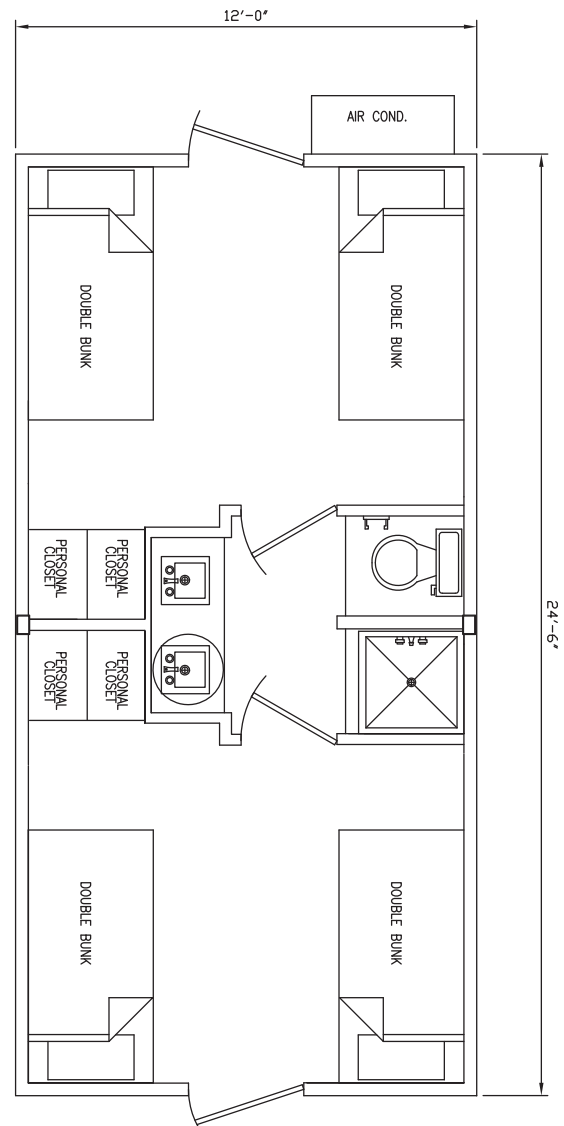 12'-0"
AIR COND.
DOUBLE BUNK
DOUBLE BUNK
PERSONAL
CLOSET
PERSONAL
CLOSET
24'-6"
PERSONAL
CLOSET
PERSONAL
CLOSET
DOUBLE BUNK
DOUBLE BUNK